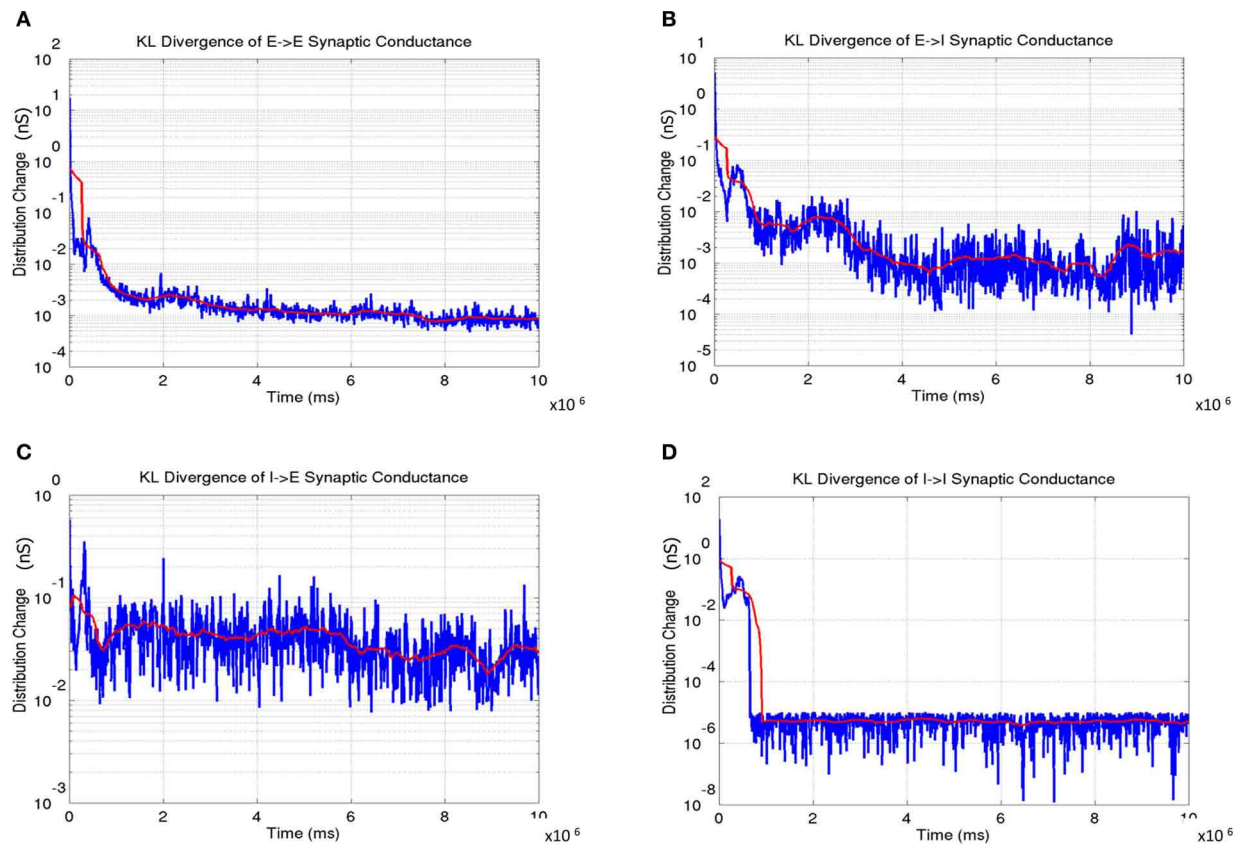 A
KL Divergence of E->E Synaptic Conductance
Distribution Change (nS)
10 2
10 1
10 0
10 -1
10 -2
10 -3
10 -4
0 2 4 6 8 10
Time (ms)
x10 6
B
KL Divergence of E->I Synaptic Conductance
Distribution Change (nS)
10 1
10 0
10 -1
10 -2
10 -3
10 -4
10 -5
0 2 4 6 8 10
Time (ms)
x10 6
C
KL Divergence of I->E Synaptic Conductance
Distribution Change (nS)
10 0
10 -1
10 -2
10 -3
0 2 4 6 8 10
Time (ms)
x10 6
D
KL Divergence of I->I Synaptic Conductance
Distribution Change (nS)
10 2
10 0
10 -2
10 -4
10 -6
10 -8
0 2 4 6 8 10
Time (ms)
x10 6